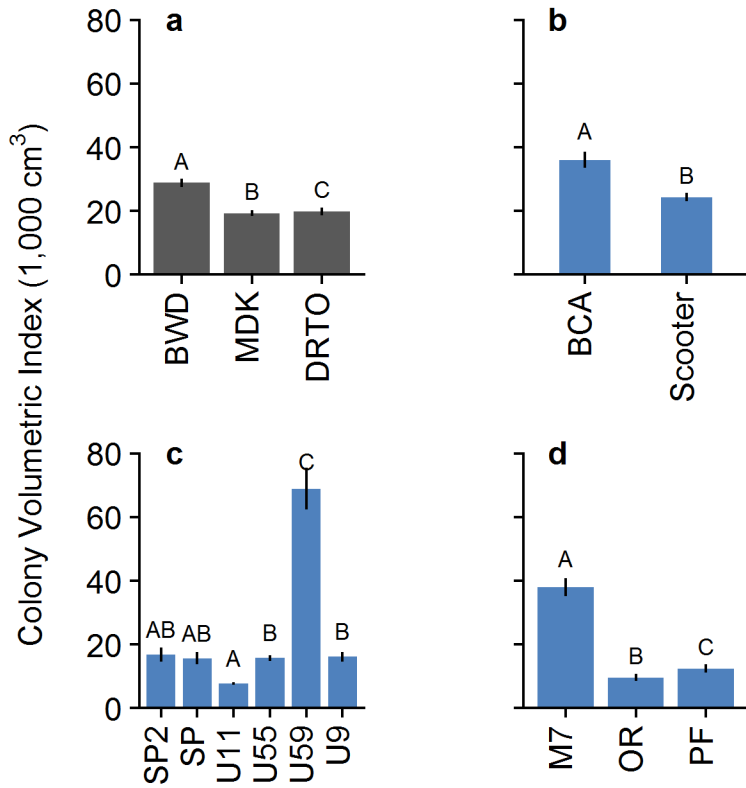 Colony Volumetric Index (1,000 cm³)
a
80
60
40
20
0
A
B
C
BWD
MDK
DRTO
b
A
B
BCA
Scooter
c
80
60
40
20
0
AB
AB
A
B
C
B
SP2
SP
U11
U55
U59
U9
d
A
B
C
M7
OR
PF